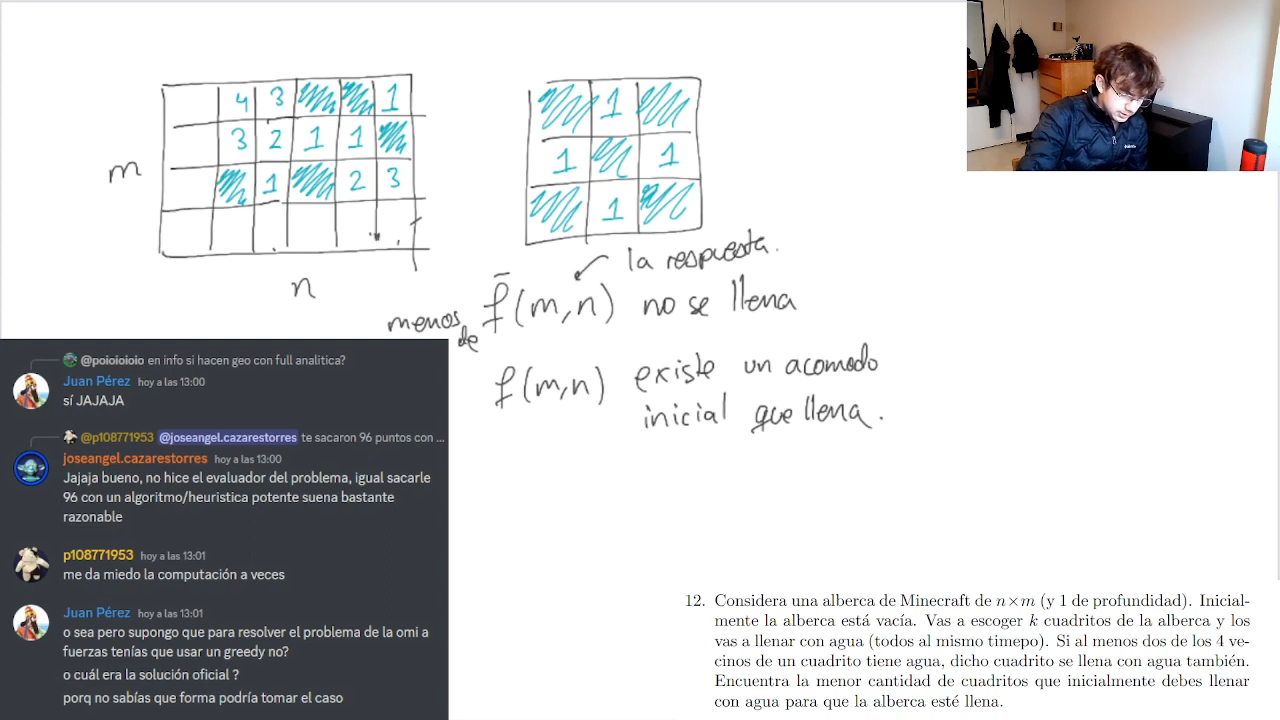 4 3 1
3 2 1 1
1 2 3
m
n
1
1 1
1
la respuesta.
menos de f̄(m,n) no se llena
f(m,n) existe un acomodo
inicial que llena.
@poioioioio en info si hacen geo con full analitica?
Juan Pérez hoy a las 13:00
sí JAJAJA
@p108771953 @joseangel.cazarestorres te sacaron 96 puntos con ...
joseangel.cazarestorres hoy a las 13:00
Jajaja bueno, no hice el evaluador del problema, igual sacarle
96 con un algoritmo/heuristica potente suena bastante
razonable
p108771953 hoy a las 13:01
me da miedo la computación a veces
Juan Pérez hoy a las 13:01
o sea pero supongo que para resolver el problema de la omi a
fuerzas tenías que usar un greedy no?
o cuál era la solución oficial ?
porq no sabías que forma podría tomar el caso
12. Considera una alberca de Minecraft de n×m (y 1 de profundidad). Inicial-
mente la alberca está vacía. Vas a escoger k cuadritos de la alberca y los
vas a llenar con agua (todos al mismo timepo). Si al menos dos de los 4 ve-
cinos de un cuadrito tiene agua, dicho cuadrito se llena con agua también.
Encuentra la menor cantidad de cuadritos que inicialmente debes llenar
con agua para que la alberca esté llena.